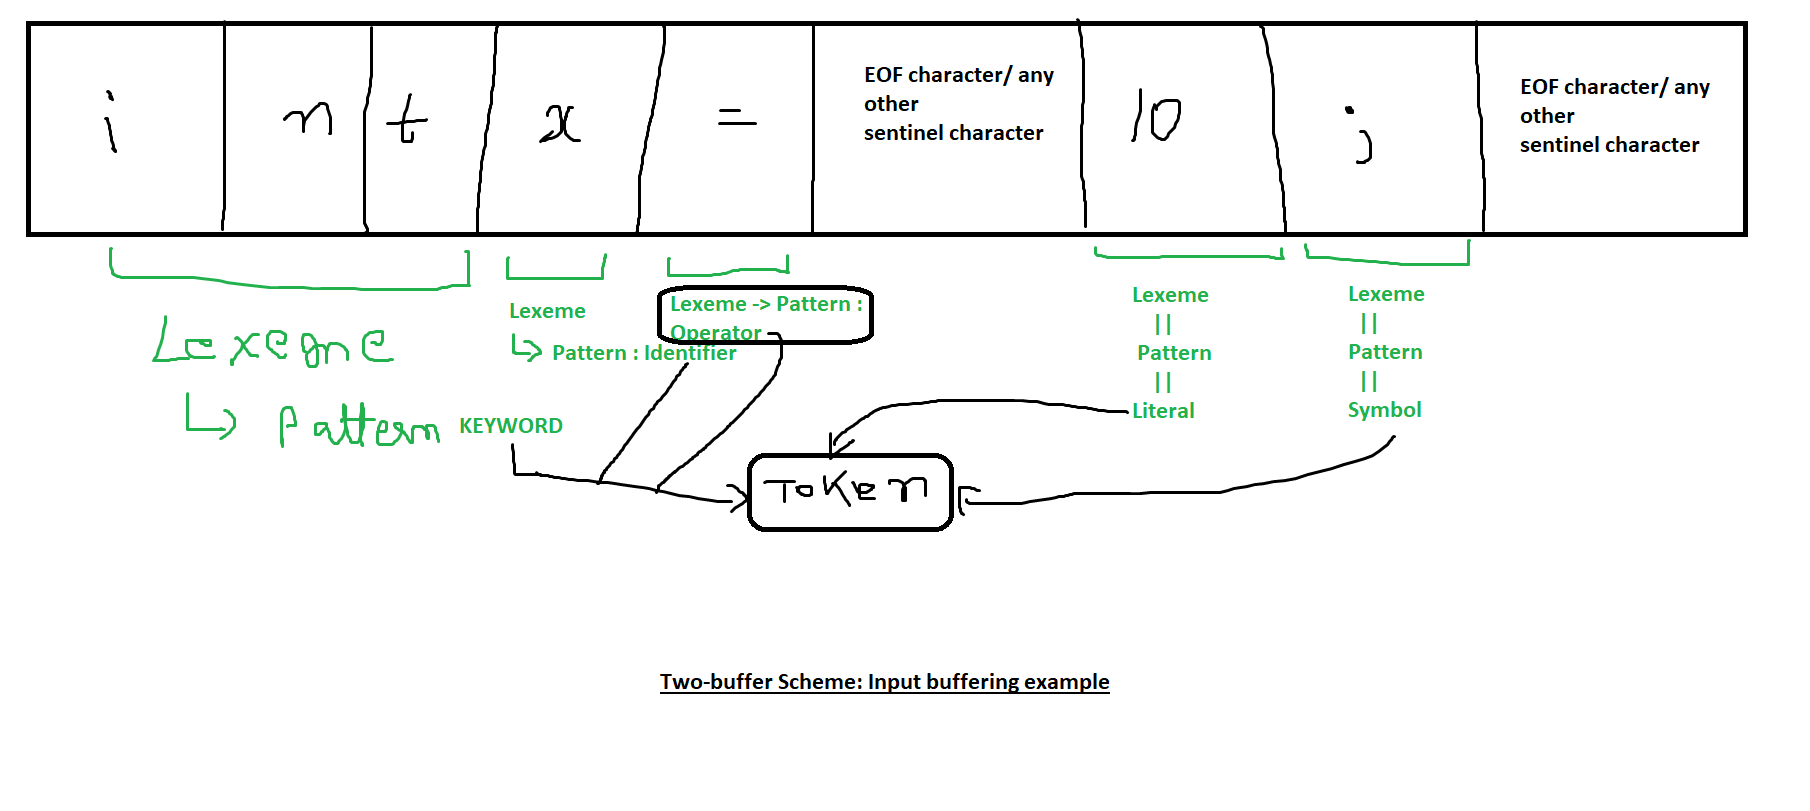 i n t x =
EOF character/ any
other
sentinel character
10 ;
EOF character/ any
other
sentinel character
Lexeme
Pattern KEYWORD
Lexeme
Pattern : Identifier
Lexeme -> Pattern :
Operator
Lexeme
||
Pattern
||
Literal
Lexeme
||
Pattern
||
Symbol
ToKen
Two-buffer Scheme: Input buffering example